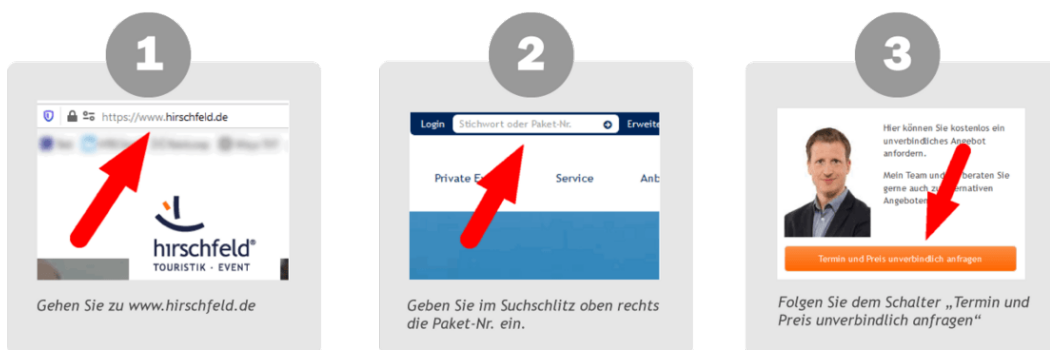 1
https://www.hirschfeld.de
hirschfeld®
TOURISTIK - EVENT
Gehen Sie zu www.hirschfeld.de
2
Login Stichwort oder Paket-Nr. Erweite
Private Service Anb
Geben Sie im Suchschlitz oben rechts
die Paket-Nr. ein.
3
Hier können Sie kostenlos ein
unverbindliches Angebot
anfordern.
Mein Team und beraten Sie
gerne auch zu
Angeboten
Termin und Preis unverbindlich anfragen
Folgen Sie dem Schalter „Termin und
Preis unverbindlich anfragen“